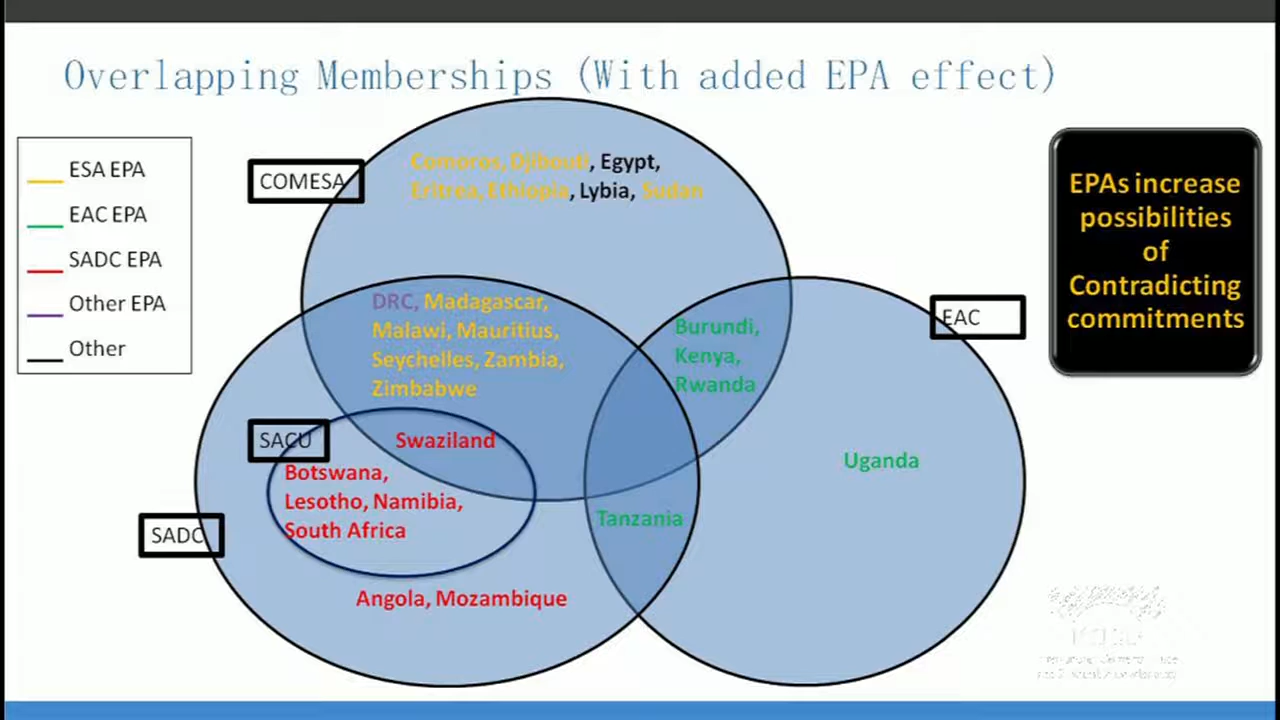 Overlapping Memberships (With added EPA effect)
ESA EPA
EAC EPA
SADC EPA
Other EPA
Other
COMESA
Comoros, Djibouti, Egypt,
Eritrea, Ethiopia, Lybia, Sudan
DRC, Madagascar,
Malawi, Mauritius,
Seychelles, Zambia,
Zimbabwe
Burundi,
Kenya,
Rwanda
EAC
EPAs increase
possibilities
of
Contradicting
commitments
SACU
Swaziland
Botswana,
Lesotho, Namibia,
South Africa
Uganda
SADC
Tanzania
Angola, Mozambique